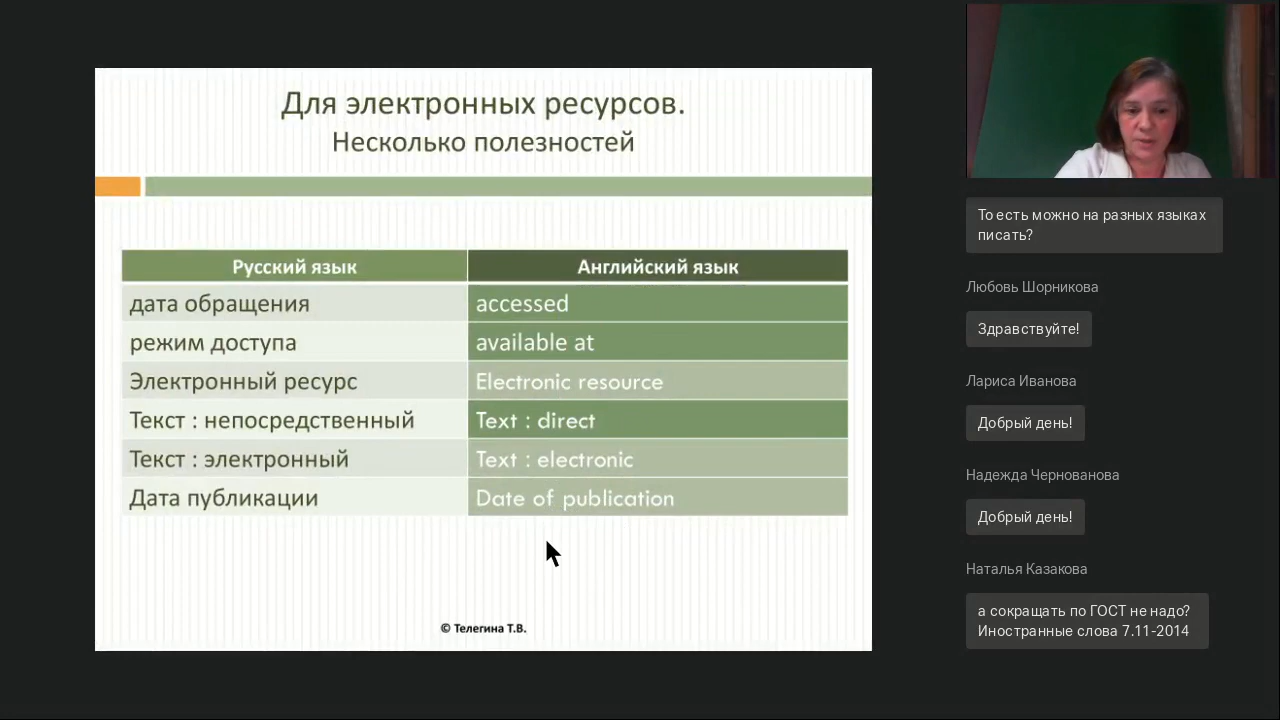 Для электронных ресурсов.
Несколько полезностей
Русский язык
Английский язык
дата обращения
accessed
режим доступа
available at
Электронный ресурс
Electronic resource
Текст : непосредственный
Text : direct
Текст : электронный
Text : electronic
Дата публикации
Date of publication
© Телегина Т.В.
То есть можно на разных языках
писать?
Любовь Шорникова
Здравствуйте!
Лариса Иванова
Добрый день!
Надежда Чернованова
Добрый день!
Наталья Казакова
а сокращать по ГОСТ не надо?
Иностранные слова 7.11-2014